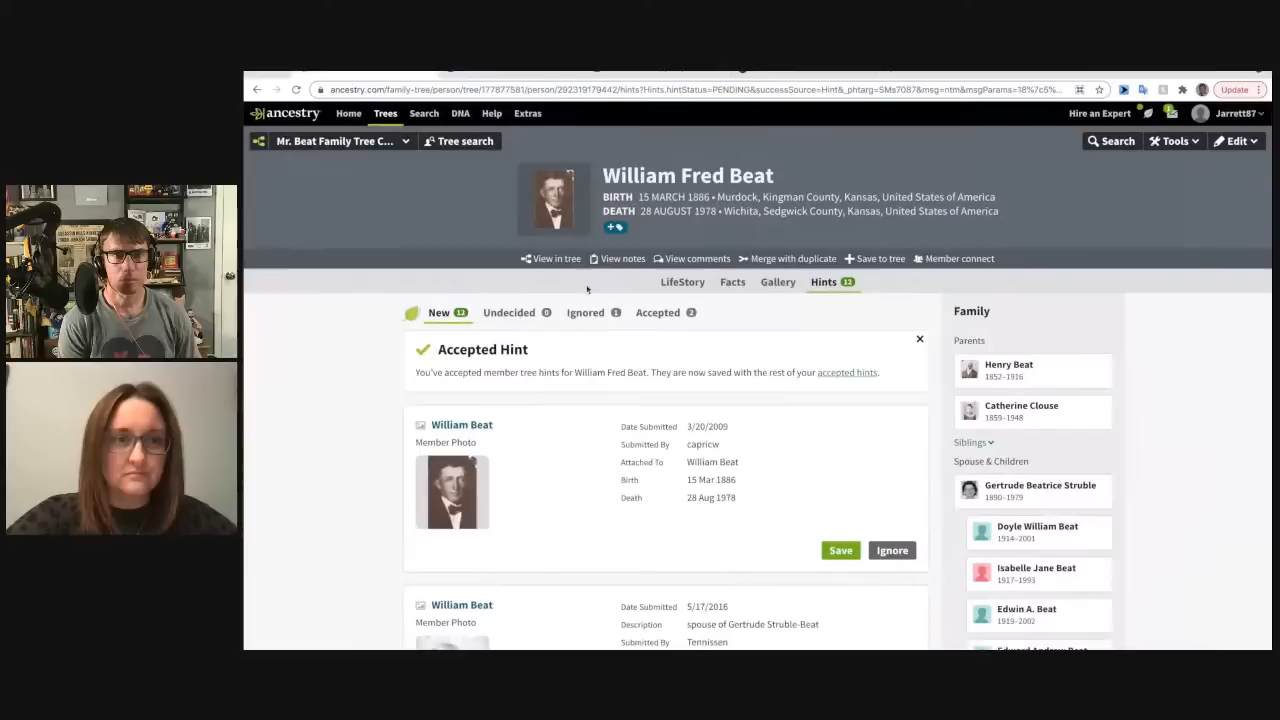 ancestry.com/family-tree/person/tree/177877581/person/292319179442/hints?Hints.hintStatus=PENDING&successSource=Hint&_phtarg=SMs7087&msg=ntm&msgParams=18%7c5%... Update
ancestry Home Trees Search DNA Help Extras Hire an Expert 1 Jarrett87
Mr. Beat Family Tree C... Tree search Search Tools Edit
William Fred Beat
BIRTH 15 MARCH 1886 • Murdock, Kingman County, Kansas, United States of America
DEATH 28 AUGUST 1978 • Wichita, Sedgwick County, Kansas, United States of America
View in tree View notes View comments Merge with duplicate Save to tree Member connect
LifeStory Facts Gallery Hints 12
New 12 Undecided 0 Ignored 1 Accepted 2
Accepted Hint
You've accepted member tree hints for William Fred Beat. They are now saved with the rest of your accepted hints.
William Beat
Member Photo
Date Submitted 3/20/2009
Submitted By capricw
Attached To William Beat
Birth 15 Mar 1886
Death 28 Aug 1978
Save Ignore
William Beat
Member Photo
Date Submitted 5/17/2016
Description spouse of Gertrude Struble-Beat
Submitted By Tennissen
Family
Parents
Henry Beat
1852–1916
Catherine Clouse
1859–1948
Siblings
Spouse & Children
Gertrude Beatrice Struble
1890–1979
Doyle William Beat
1914–2001
Isabelle Jane Beat
1917–1993
Edwin A. Beat
1919–2002